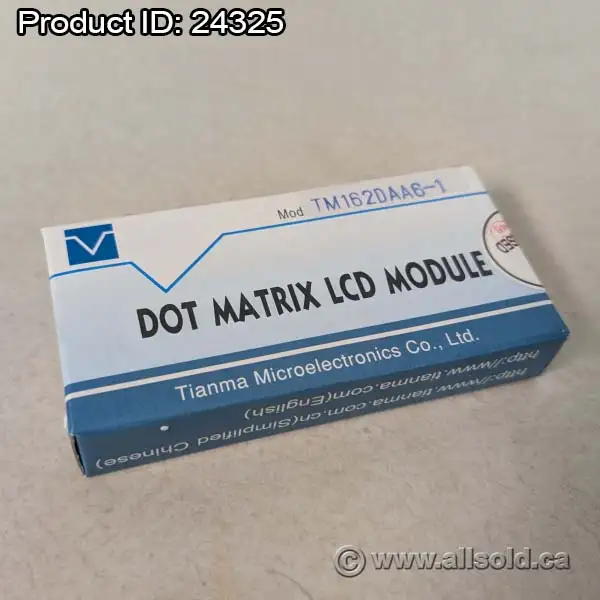 Product ID: 24325
Mod TM162DAA6-1
DOT MATRIX LCD MODULE
Tianma Microelectronics Co., Ltd.
http://www.tianma.com.cn(Simplified Chinese)
http://www.tianma.com(English)
© www.allsold.ca